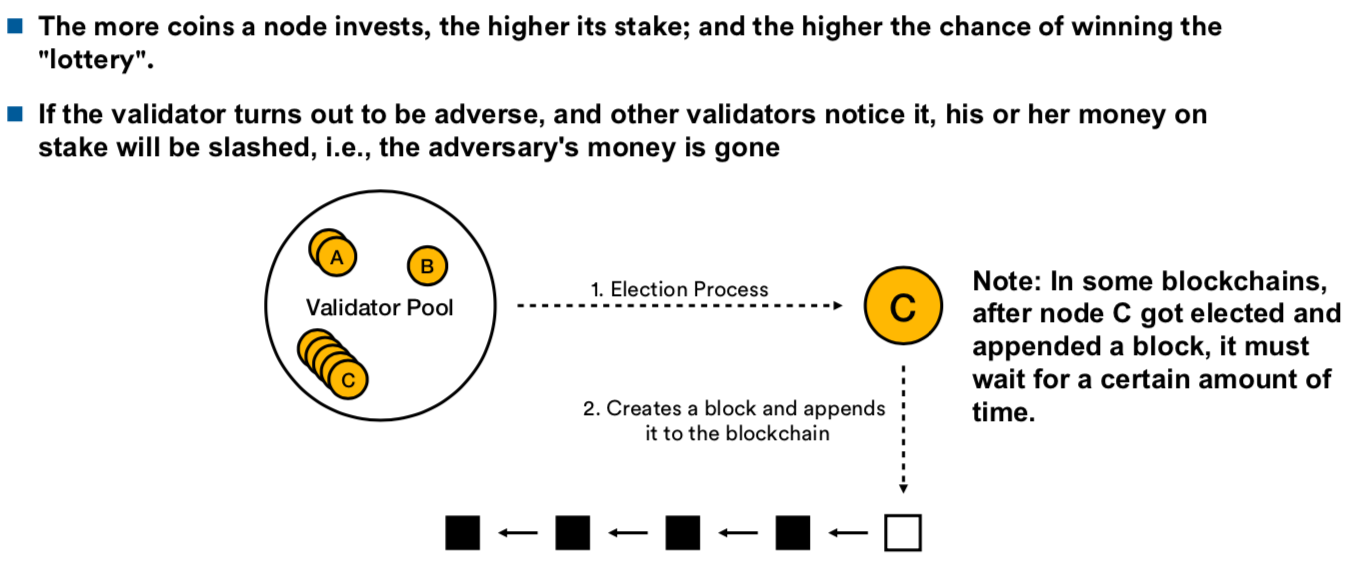 The more coins a node invests, the higher its stake; and the higher the chance of winning the
"lottery".
If the validator turns out to be adverse, and other validators notice it, his or her money on
stake will be slashed, i.e., the adversary's money is gone
A
B
Validator Pool
C
1. Election Process
C
Note: In some blockchains,
after node C got elected and
appended a block, it must
wait for a certain amount of
time.
2. Creates a block and appends
it to the blockchain